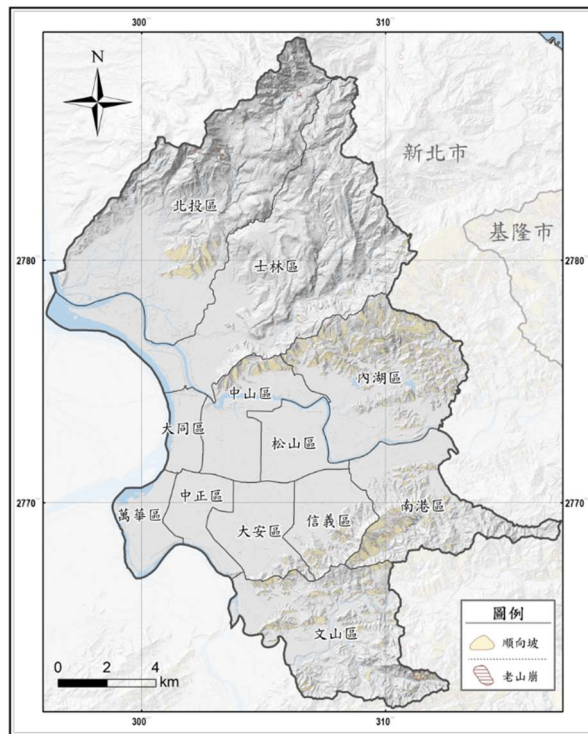 300
310
N
新北市
北投區
基隆市
2780
2780
士林區
內湖區
中山區
大同區
松山區
2770
2770
中正區
南港區
萬華區
信義區
大安區
圖例
順向坡
文山區
老山崩
0 2 4
km
300
310